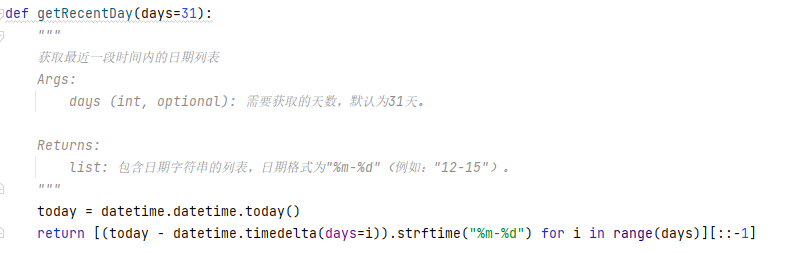 def getRecentDay(days=31):
    """
    获取最近一段时间内的日期列表
    Args:
        days (int, optional): 需要获取的天数，默认为31天。

    Returns:
        list: 包含日期字符串的列表，日期格式为"%m-%d"（例如："12-15"）。
    """
    today = datetime.datetime.today()
    return [(today - datetime.timedelta(days=i)).strftime("%m-%d") for i in range(days)][::-1]